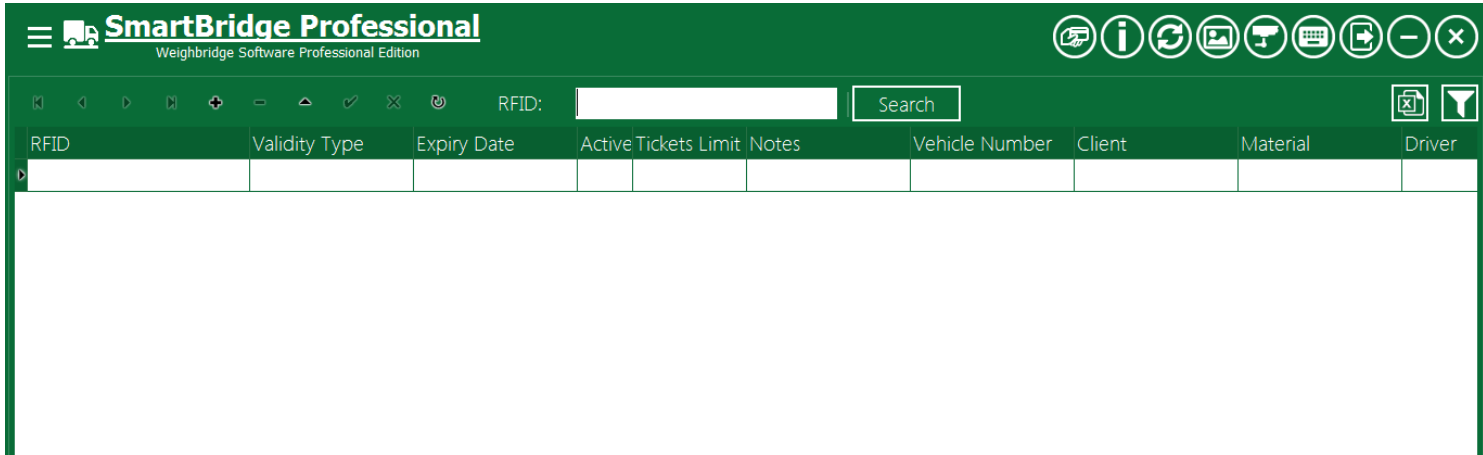 SmartBridge Professional
Weighbridge Software Professional Edition
RFID: Search
RFID Validity Type Expiry Date Active Tickets Limit Notes Vehicle Number Client Material Driver